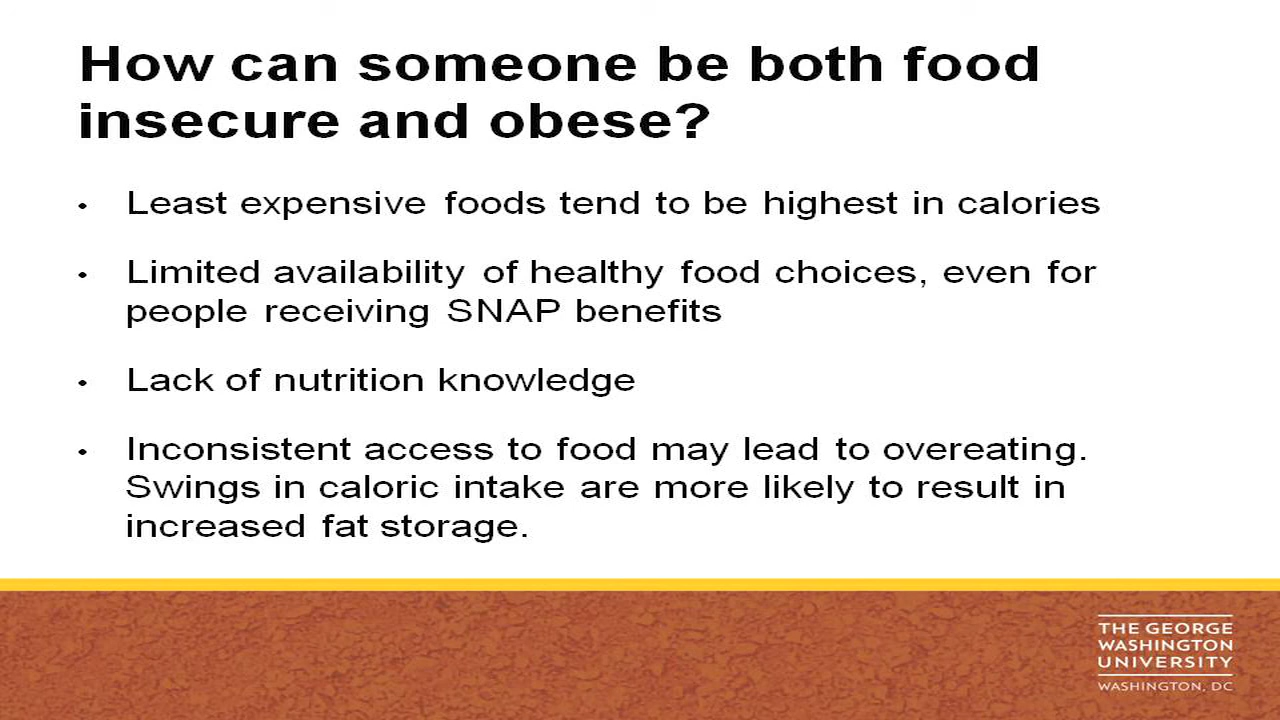 How can someone be both food
insecure and obese?
• Least expensive foods tend to be highest in calories
• Limited availability of healthy food choices, even for
people receiving SNAP benefits
• Lack of nutrition knowledge
• Inconsistent access to food may lead to overeating.
Swings in caloric intake are more likely to result in
increased fat storage.
THE GEORGE
WASHINGTON
UNIVERSITY
WASHINGTON, DC